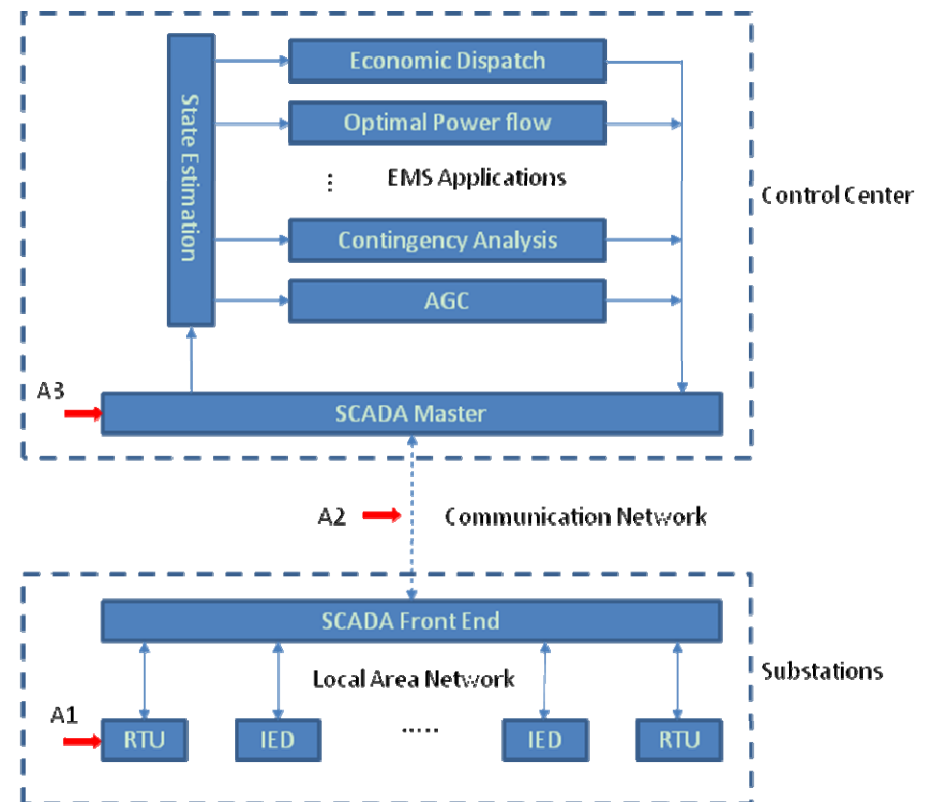 Economic Dispatch
State Estimation
Optimal Power flow
⋮ EMS Applications
Control Center
Contingency Analysis
AGC
A3
SCADA Master
A2
Communication Network
SCADA Front End
Local Area Network
Substations
A1
RTU
IED
.....
IED
RTU